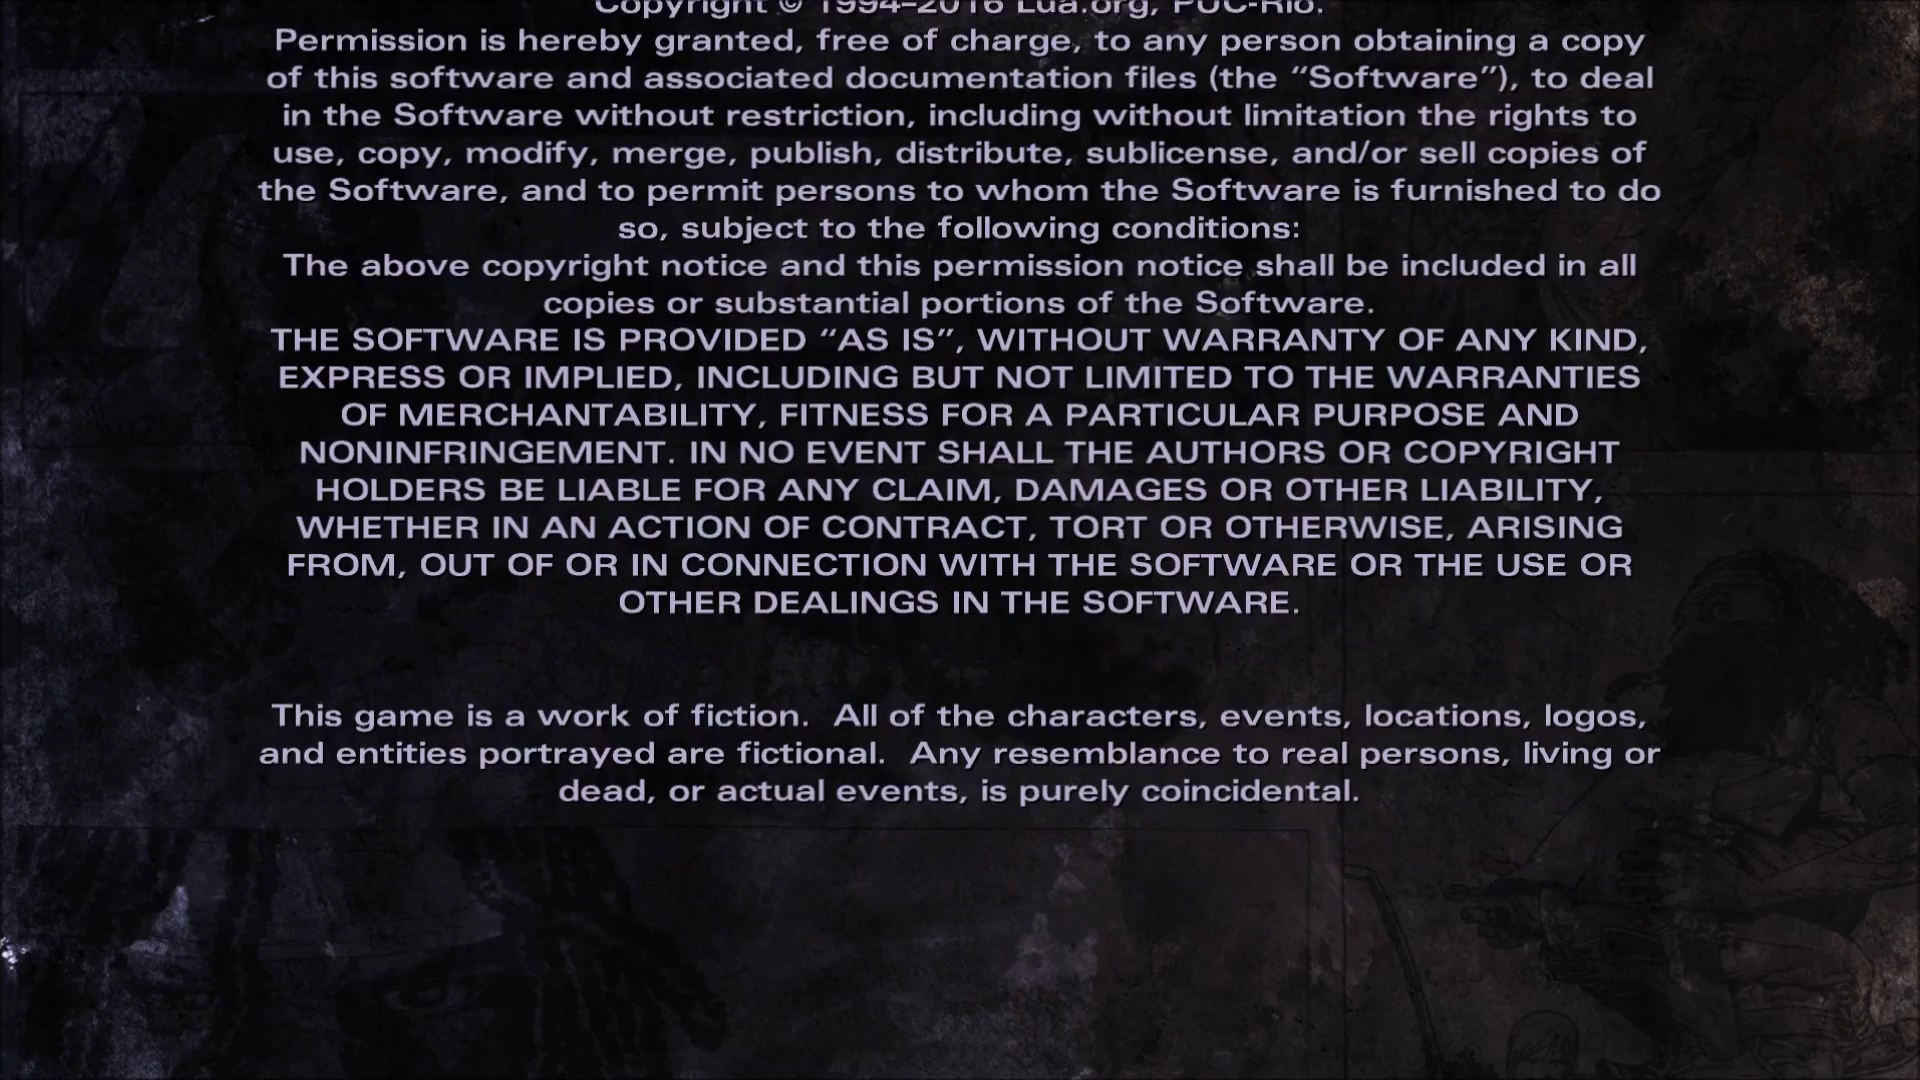 Copyright © 1994–2016 Lua.org, PUC-Rio.
Permission is hereby granted, free of charge, to any person obtaining a copy
of this software and associated documentation files (the “Software”), to deal
in the Software without restriction, including without limitation the rights to
use, copy, modify, merge, publish, distribute, sublicense, and/or sell copies of
the Software, and to permit persons to whom the Software is furnished to do
so, subject to the following conditions:
The above copyright notice and this permission notice shall be included in all
copies or substantial portions of the Software.
THE SOFTWARE IS PROVIDED “AS IS”, WITHOUT WARRANTY OF ANY KIND,
EXPRESS OR IMPLIED, INCLUDING BUT NOT LIMITED TO THE WARRANTIES
OF MERCHANTABILITY, FITNESS FOR A PARTICULAR PURPOSE AND
NONINFRINGEMENT. IN NO EVENT SHALL THE AUTHORS OR COPYRIGHT
HOLDERS BE LIABLE FOR ANY CLAIM, DAMAGES OR OTHER LIABILITY,
WHETHER IN AN ACTION OF CONTRACT, TORT OR OTHERWISE, ARISING
FROM, OUT OF OR IN CONNECTION WITH THE SOFTWARE OR THE USE OR
OTHER DEALINGS IN THE SOFTWARE.
This game is a work of fiction.  All of the characters, events, locations, logos,
and entities portrayed are fictional.  Any resemblance to real persons, living or
dead, or actual events, is purely coincidental.